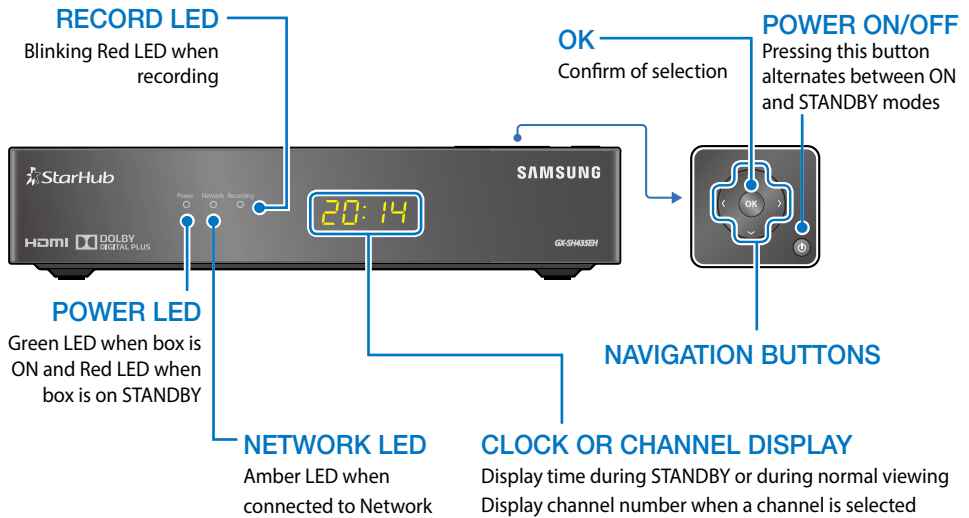 RECORD LED
Blinking Red LED when
recording
OK
Confirm of selection
POWER ON/OFF
Pressing this button
alternates between ON
and STANDBY modes
StarHub
SAMSUNG
Power Network Recording
20:14
HDMI DOLBY
DIGITAL PLUS
GX-SH435EH
OK
POWER LED
Green LED when box is
ON and Red LED when
box is on STANDBY
NAVIGATION BUTTONS
NETWORK LED
Amber LED when
connected to Network
CLOCK OR CHANNEL DISPLAY
Display time during STANDBY or during normal viewing
Display channel number when a channel is selected